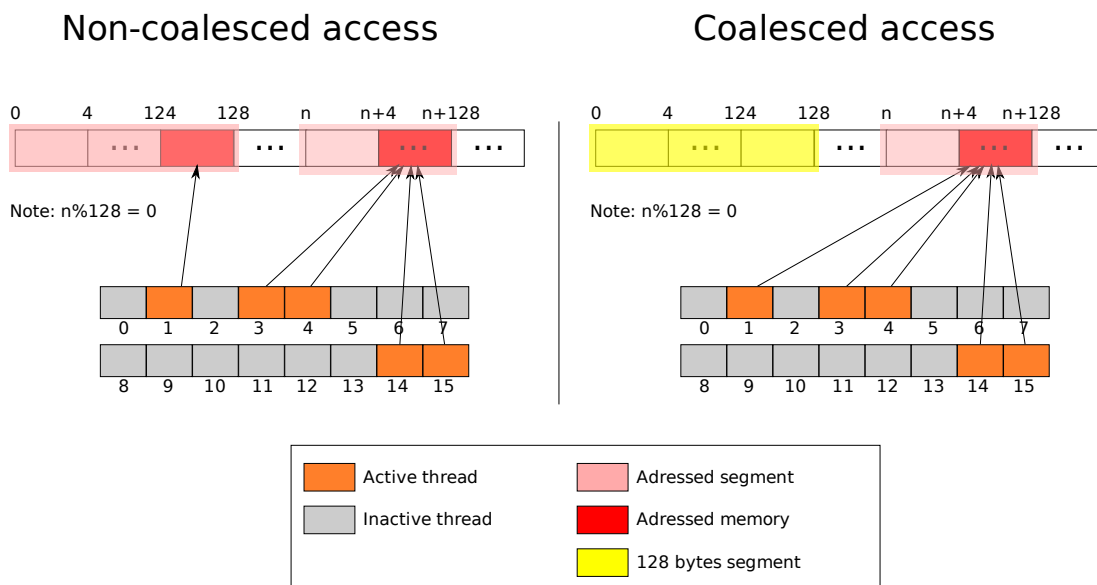 Non-coalesced access
Coalesced access
0 4 124 128 n n+4 n+128
... ... ... ...
0 4 124 128 n n+4 n+128
... ... ... ...
Note: n%128 = 0
Note: n%128 = 0
0 1 2 3 4 5 6 7
8 9 10 11 12 13 14 15
0 1 2 3 4 5 6 7
8 9 10 11 12 13 14 15
Active thread
Inactive thread
Adressed segment
Adressed memory
128 bytes segment